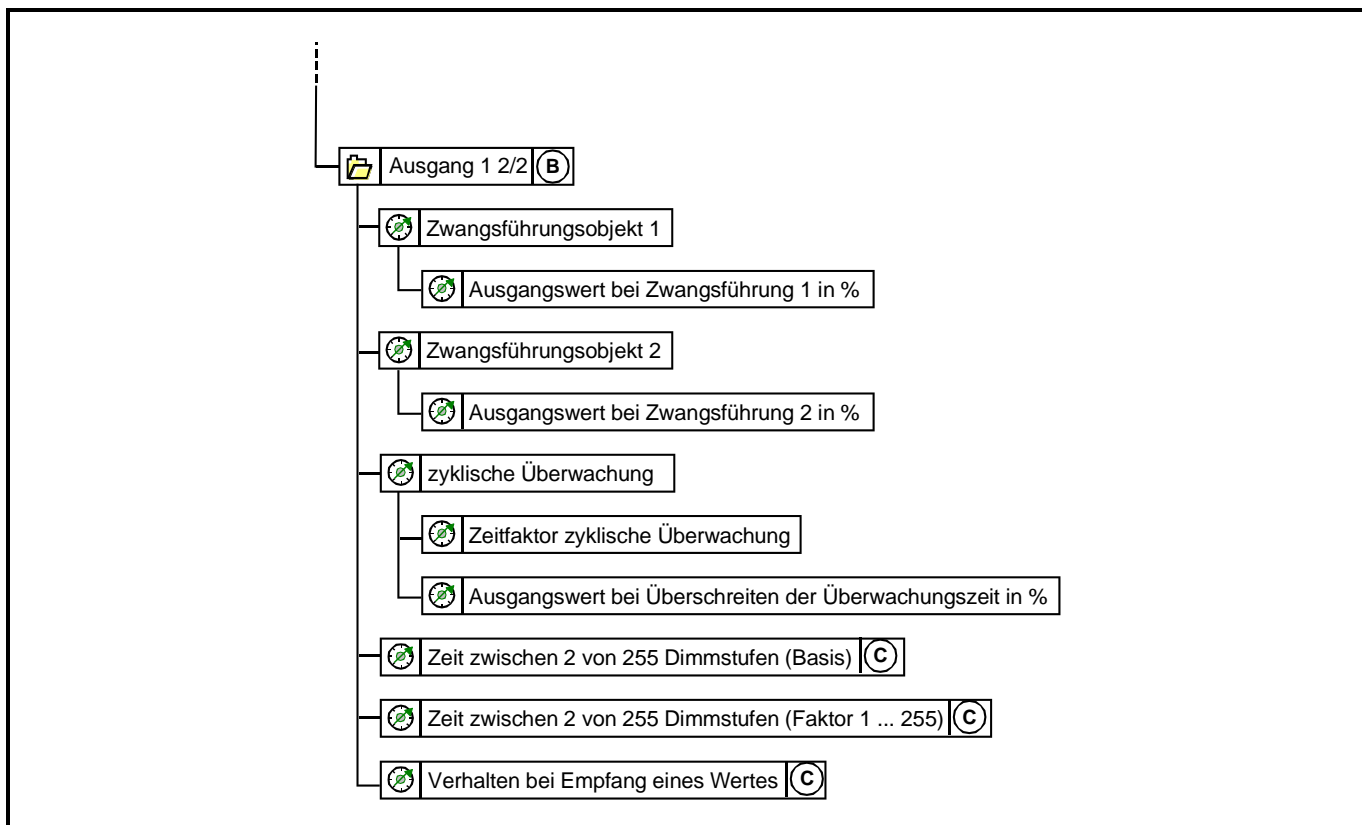 Ausgang 1 2/2 B
Zwangsführungsobjekt 1
Ausgangswert bei Zwangsführung 1 in %
Zwangsführungsobjekt 2
Ausgangswert bei Zwangsführung 2 in %
zyklische Überwachung
Zeitfaktor zyklische Überwachung
Ausgangswert bei Überschreiten der Überwachungszeit in %
Zeit zwischen 2 von 255 Dimmstufen (Basis) C
Zeit zwischen 2 von 255 Dimmstufen (Faktor 1 ... 255) C
Verhalten bei Empfang eines Wertes C